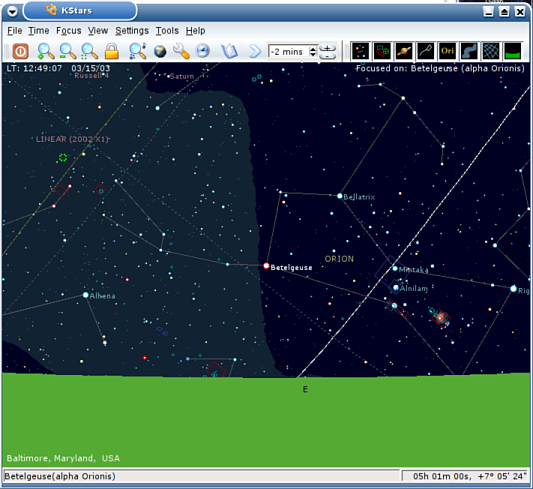 KStars
File Time Focus View Settings Tools Help
-2 mins
Ori
LT: 12:49:07 03/15/03
Focused on: Betelgeuse (alpha Orionis)
Russell 4
Saturn
LINEAR (2002 X1)
Bellatrix
ORION
Betelgeuse
Mintaka
Alnilam
Alhena
Rig
E
Baltimore, Maryland, USA
Betelgeuse(alpha Orionis)
05h 01m 00s, +7° 05' 24"